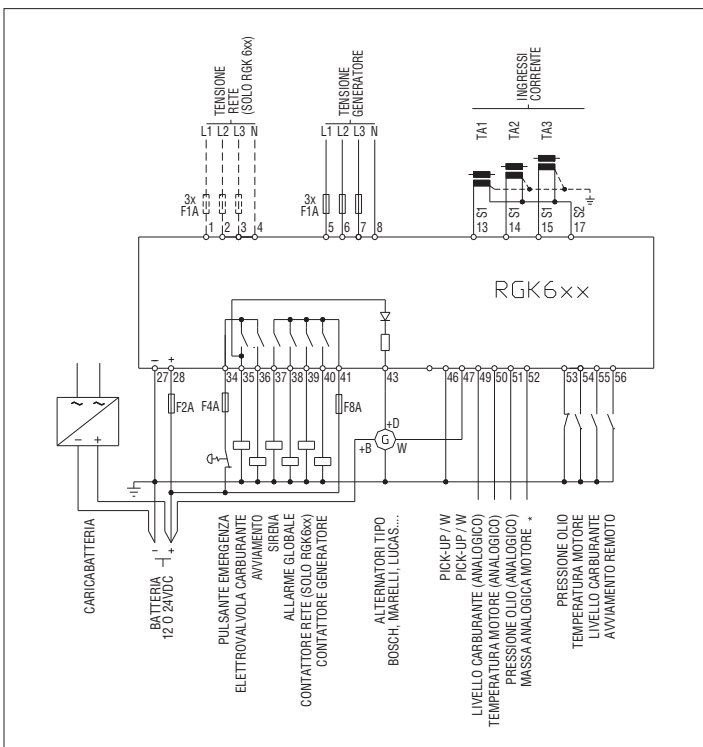 TENSIONE
RETE
(SOLO RGK 6xx)
L1 L2 L3 N
3x
F1A
1 2 3 4
TENSIONE
GENERATORE
L1 L2 L3 N
3x
F1A
5 6 7 8
INGRESSI
CORRENTE
TA1 TA2 TA3
S1 S1 S1 S2
13 14 15 17
RGK6xx
– +
27 28 34 35 36 37 38 39 40 41 43 46 47 49 50 51 52 53 54 55 56
F2A F4A F8A
~ ~
– +
+D
+B G W
– +
CARICABATTERIA
BATTERIA
12 O 24VDC
PULSANTE EMERGENZA
ELETTROVALVOLA CARBURANTE
AVVIAMENTO
SIRENA
ALLARME GLOBALE
CONTATTORE RETE (SOLO RGK6xx)
CONTATTORE GENERATORE
ALTERNATORI TIPO
BOSCH, MARELLI, LUCAS....
PICK-UP / W
PICK-UP / W
LIVELLO CARBURANTE (ANALOGICO)
TEMPERATURA MOTORE (ANALOGICO)
PRESSIONE OLIO (ANALOGICO)
MASSA ANALOGICA MOTORE *
PRESSIONE OLIO
TEMPERATURA MOTORE
LIVELLO CARBURANTE
AVVIAMENTO REMOTO